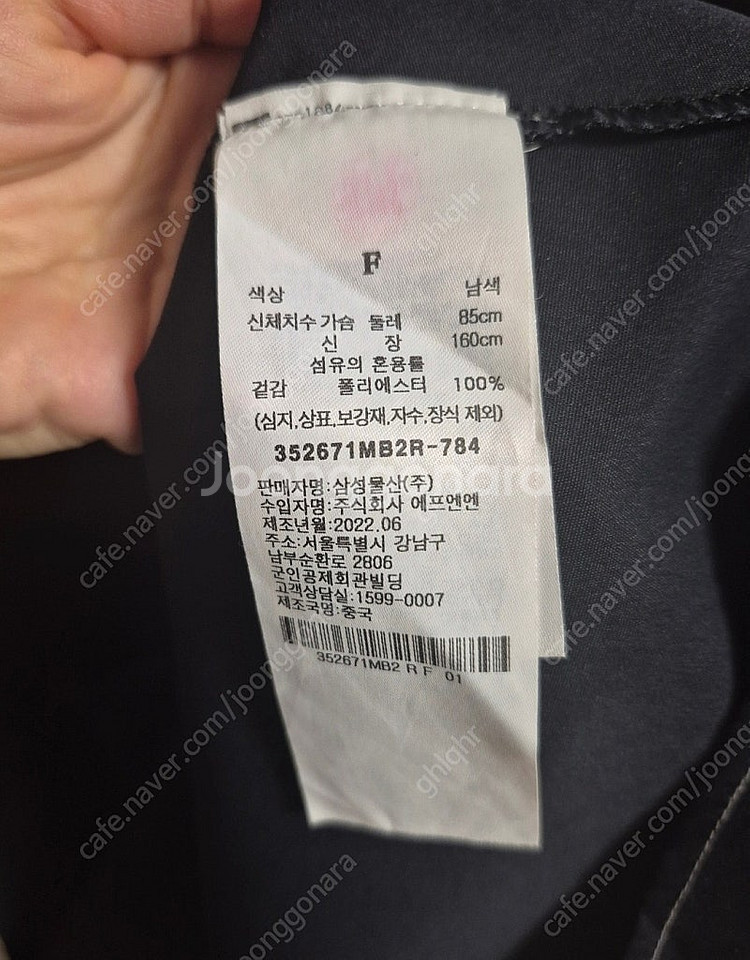 F
색상 남색
신체치수 가슴 둘레 85cm
신 장 160cm
섬유의 혼용률
겉감 폴리에스터 100%
(심지,상표,보강재,자수,장식 제외)
352671MB2R-784
판매자명:삼성물산(주)
수입자명:주식회사 에프엔엔
제조년월:2022.06
주소:서울특별시 강남구
남부순환로 2806
군인공제회관빌딩
고객상담실:1599-0007
제조국명:중국
352671MB2 R F 01
Joonggonara
cafe.naver.com/joonggonara
ghlqhr